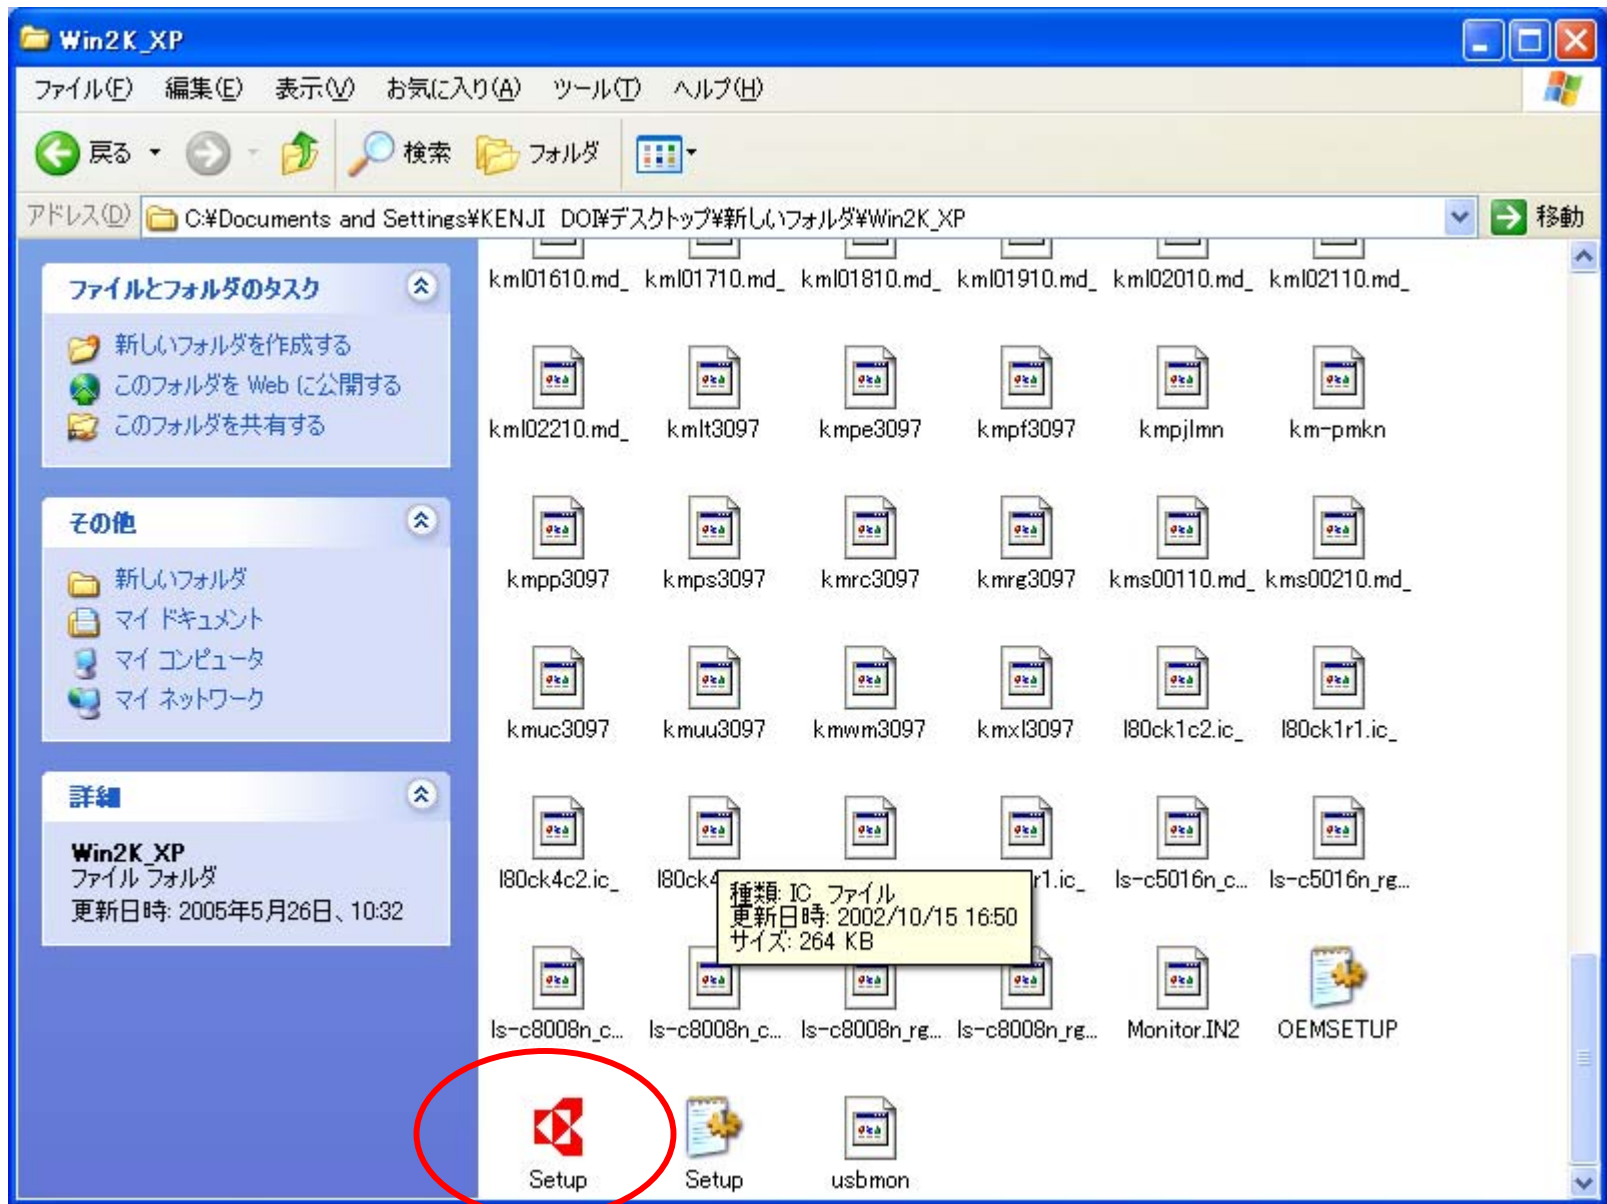 Win2K_XP
ファイル(F) 編集(E) 表示(V) お気に入り(A) ツール(T) ヘルプ(H)
戻る 検索 フォルダ
アドレス(D) C:¥Documents and Settings¥KENJI DOI¥デスクトップ¥新しいフォルダ¥Win2K_XP 移動
ファイルとフォルダのタスク
新しいフォルダを作成する
このフォルダを Web に公開する
このフォルダを共有する
その他
新しいフォルダ
マイ ドキュメント
マイ コンピュータ
マイ ネットワーク
詳細
Win2K_XP
ファイル フォルダ
更新日時: 2005年5月26日、10:32
kml01610.md_ kml01710.md_ kml01810.md_ kml01910.md_ kml02010.md_ kml02110.md_
kml02210.md_ kmlt3097 kmpe3097 kmpf3097 kmpjlmn km-pmkn
kmpp3097 kmps3097 kmrc3097 kmrg3097 kms00110.md_ kms00210.md_
kmuc3097 kmuu3097 kmwm3097 kmxl3097 l80ck1c2.ic_ l80ck1r1.ic_
l80ck4c2.ic_ l80ck4 r1.ic_ ls-c5016n_c... ls-c5016n_rg...
種類: IC_ ファイル
更新日時: 2002/10/15 16:50
サイズ: 264 KB
ls-c8008n_c... ls-c8008n_c... ls-c8008n_rg... ls-c8008n_rg... Monitor.IN2 OEMSETUP
Setup Setup usbmon